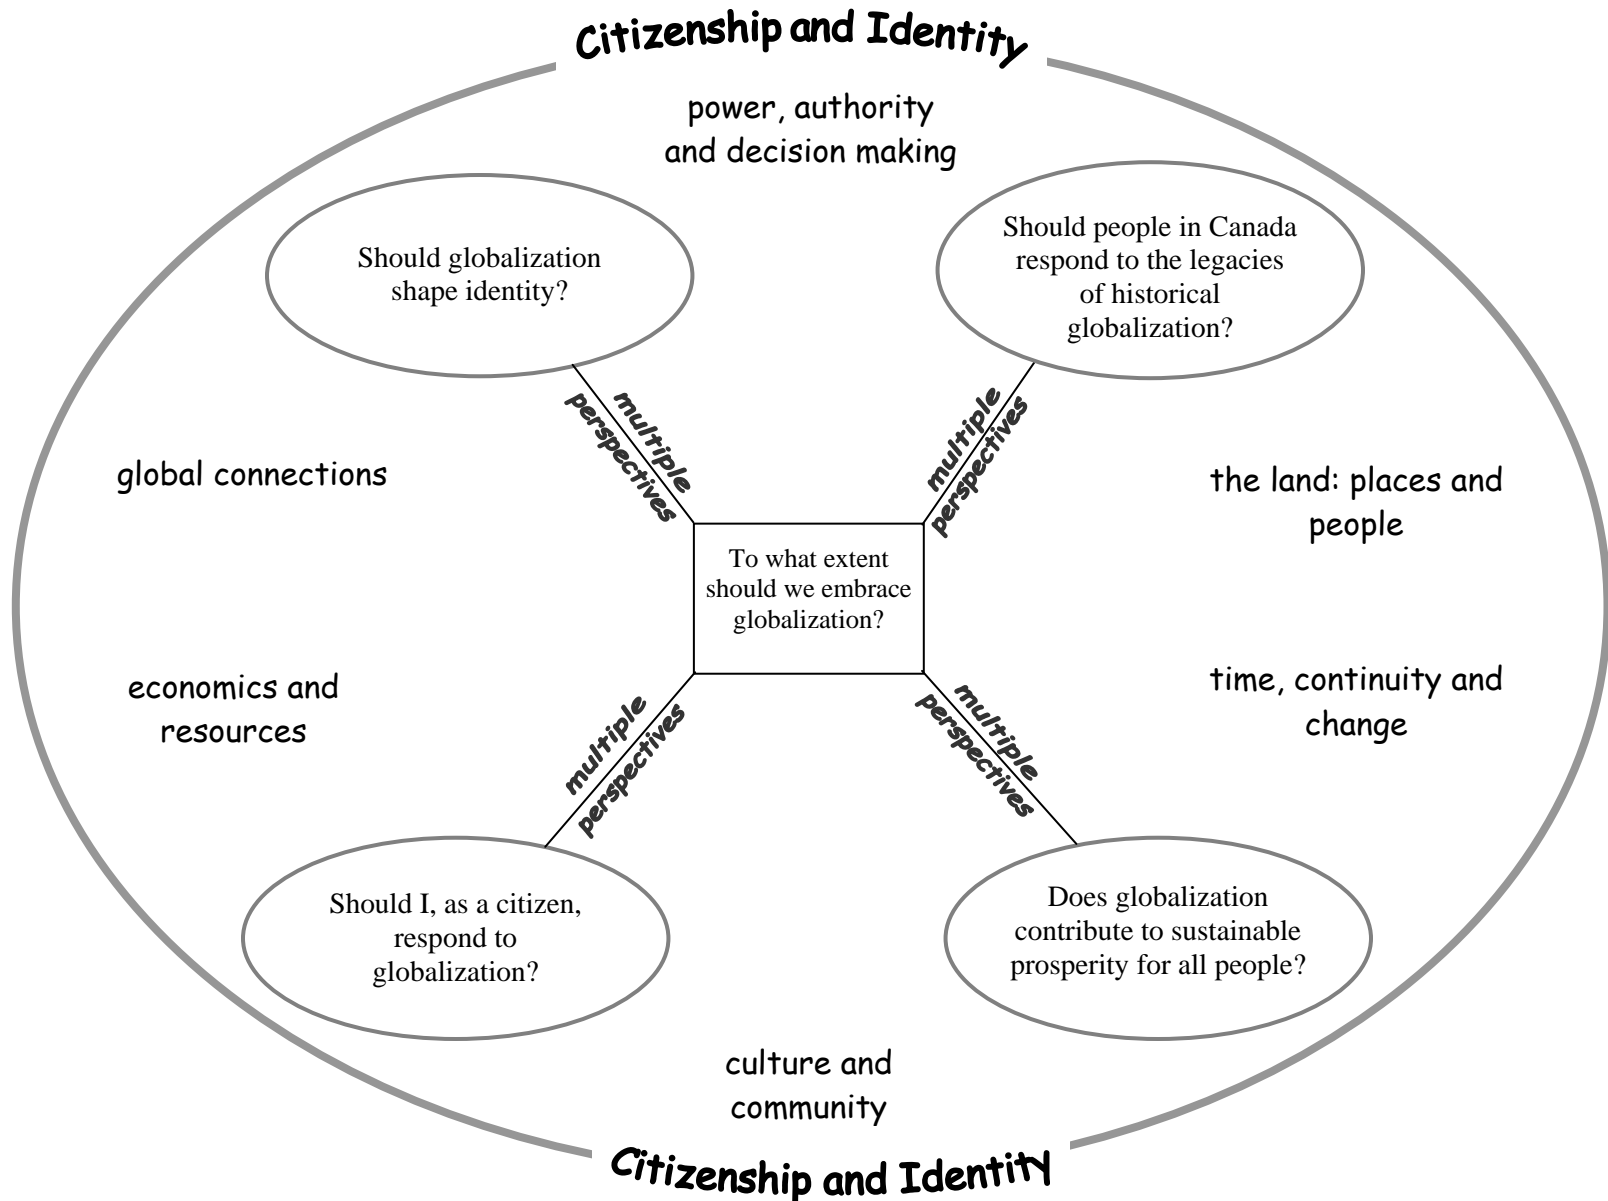 Citizenship and Identity
power, authority
and decision making
Should globalization
shape identity?
Should people in Canada
respond to the legacies
of historical
globalization?
multiple
perspectives
multiple
perspectives
global connections
the land: places and
people
To what extent
should we embrace
globalization?
economics and
resources
time, continuity and
change
multiple
perspectives
multiple
perspectives
Should I, as a citizen,
respond to
globalization?
Does globalization
contribute to sustainable
prosperity for all people?
culture and
community
Citizenship and Identity